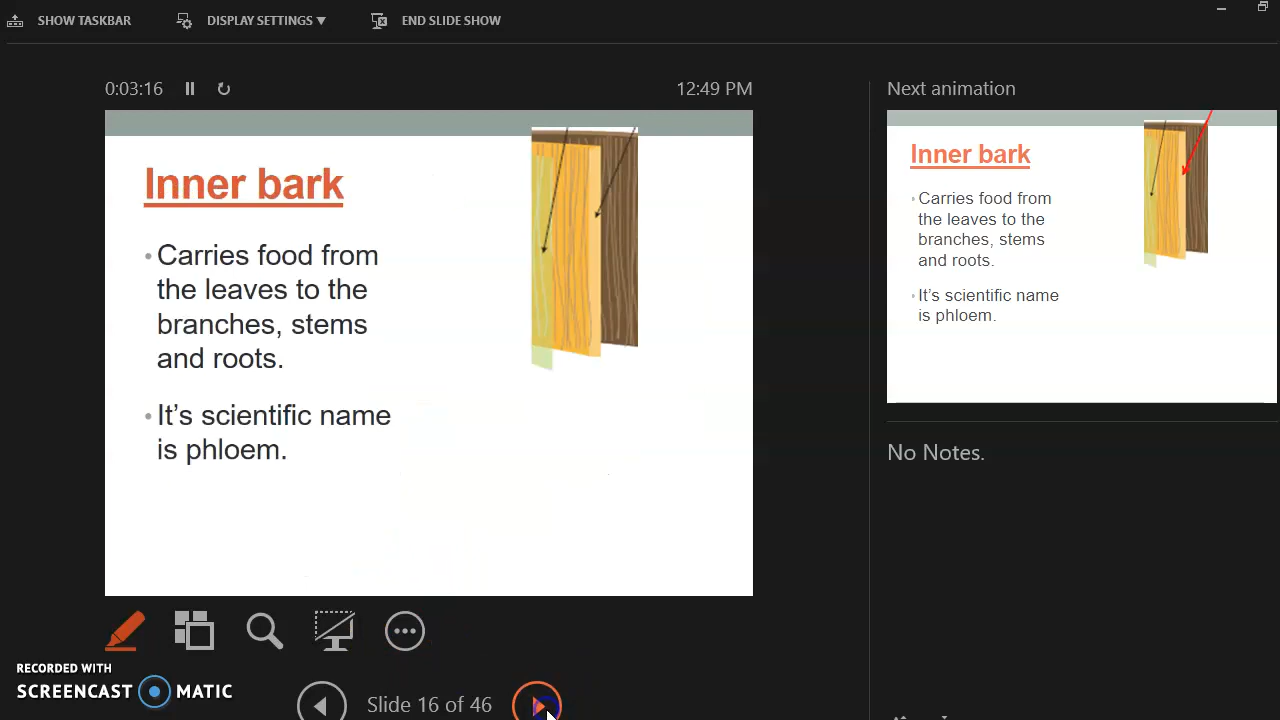 SHOW TASKBAR
DISPLAY SETTINGS ▼
END SLIDE SHOW
0:03:16
12:49 PM
Inner bark
• Carries food from
the leaves to the
branches, stems
and roots.
• It’s scientific name
is phloem.
Next animation
Inner bark
• Carries food from
the leaves to the
branches, stems
and roots.
• It’s scientific name
is phloem.
No Notes.
Slide 16 of 46
RECORDED WITH
SCREENCAST MATIC